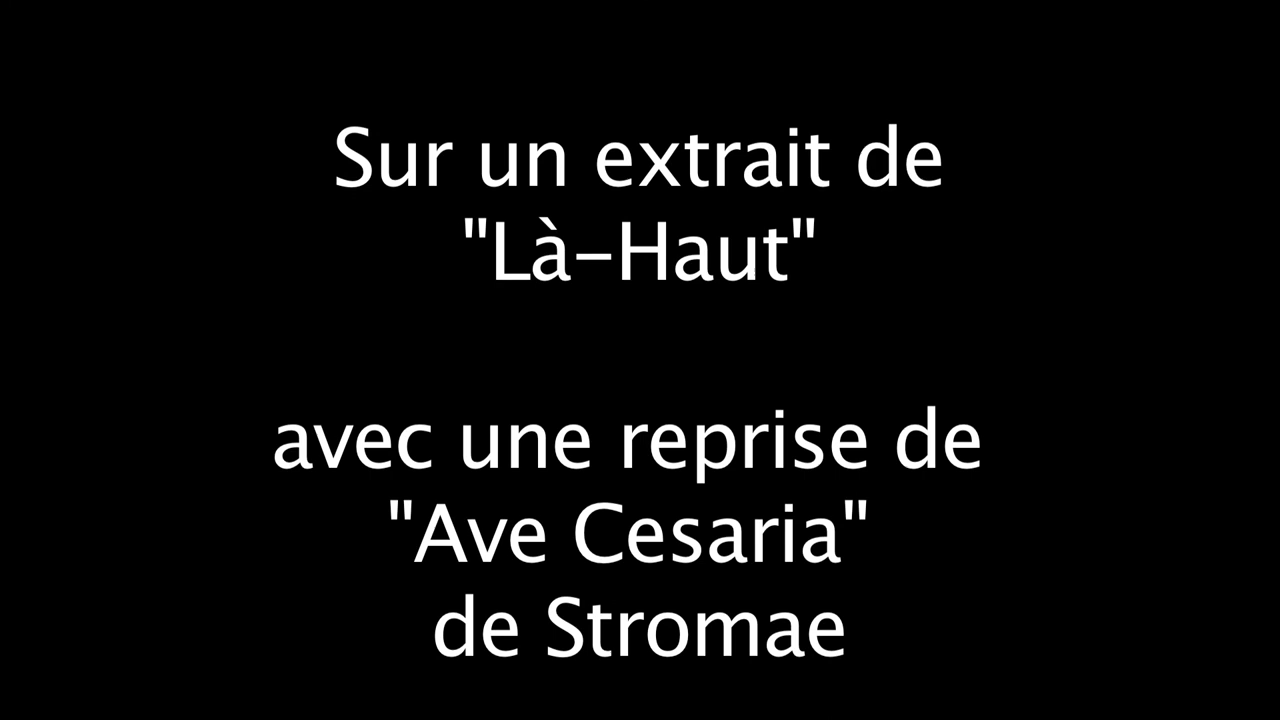 Sur un extrait de
"Là-Haut"
avec une reprise de
"Ave Cesaria"
de Stromae